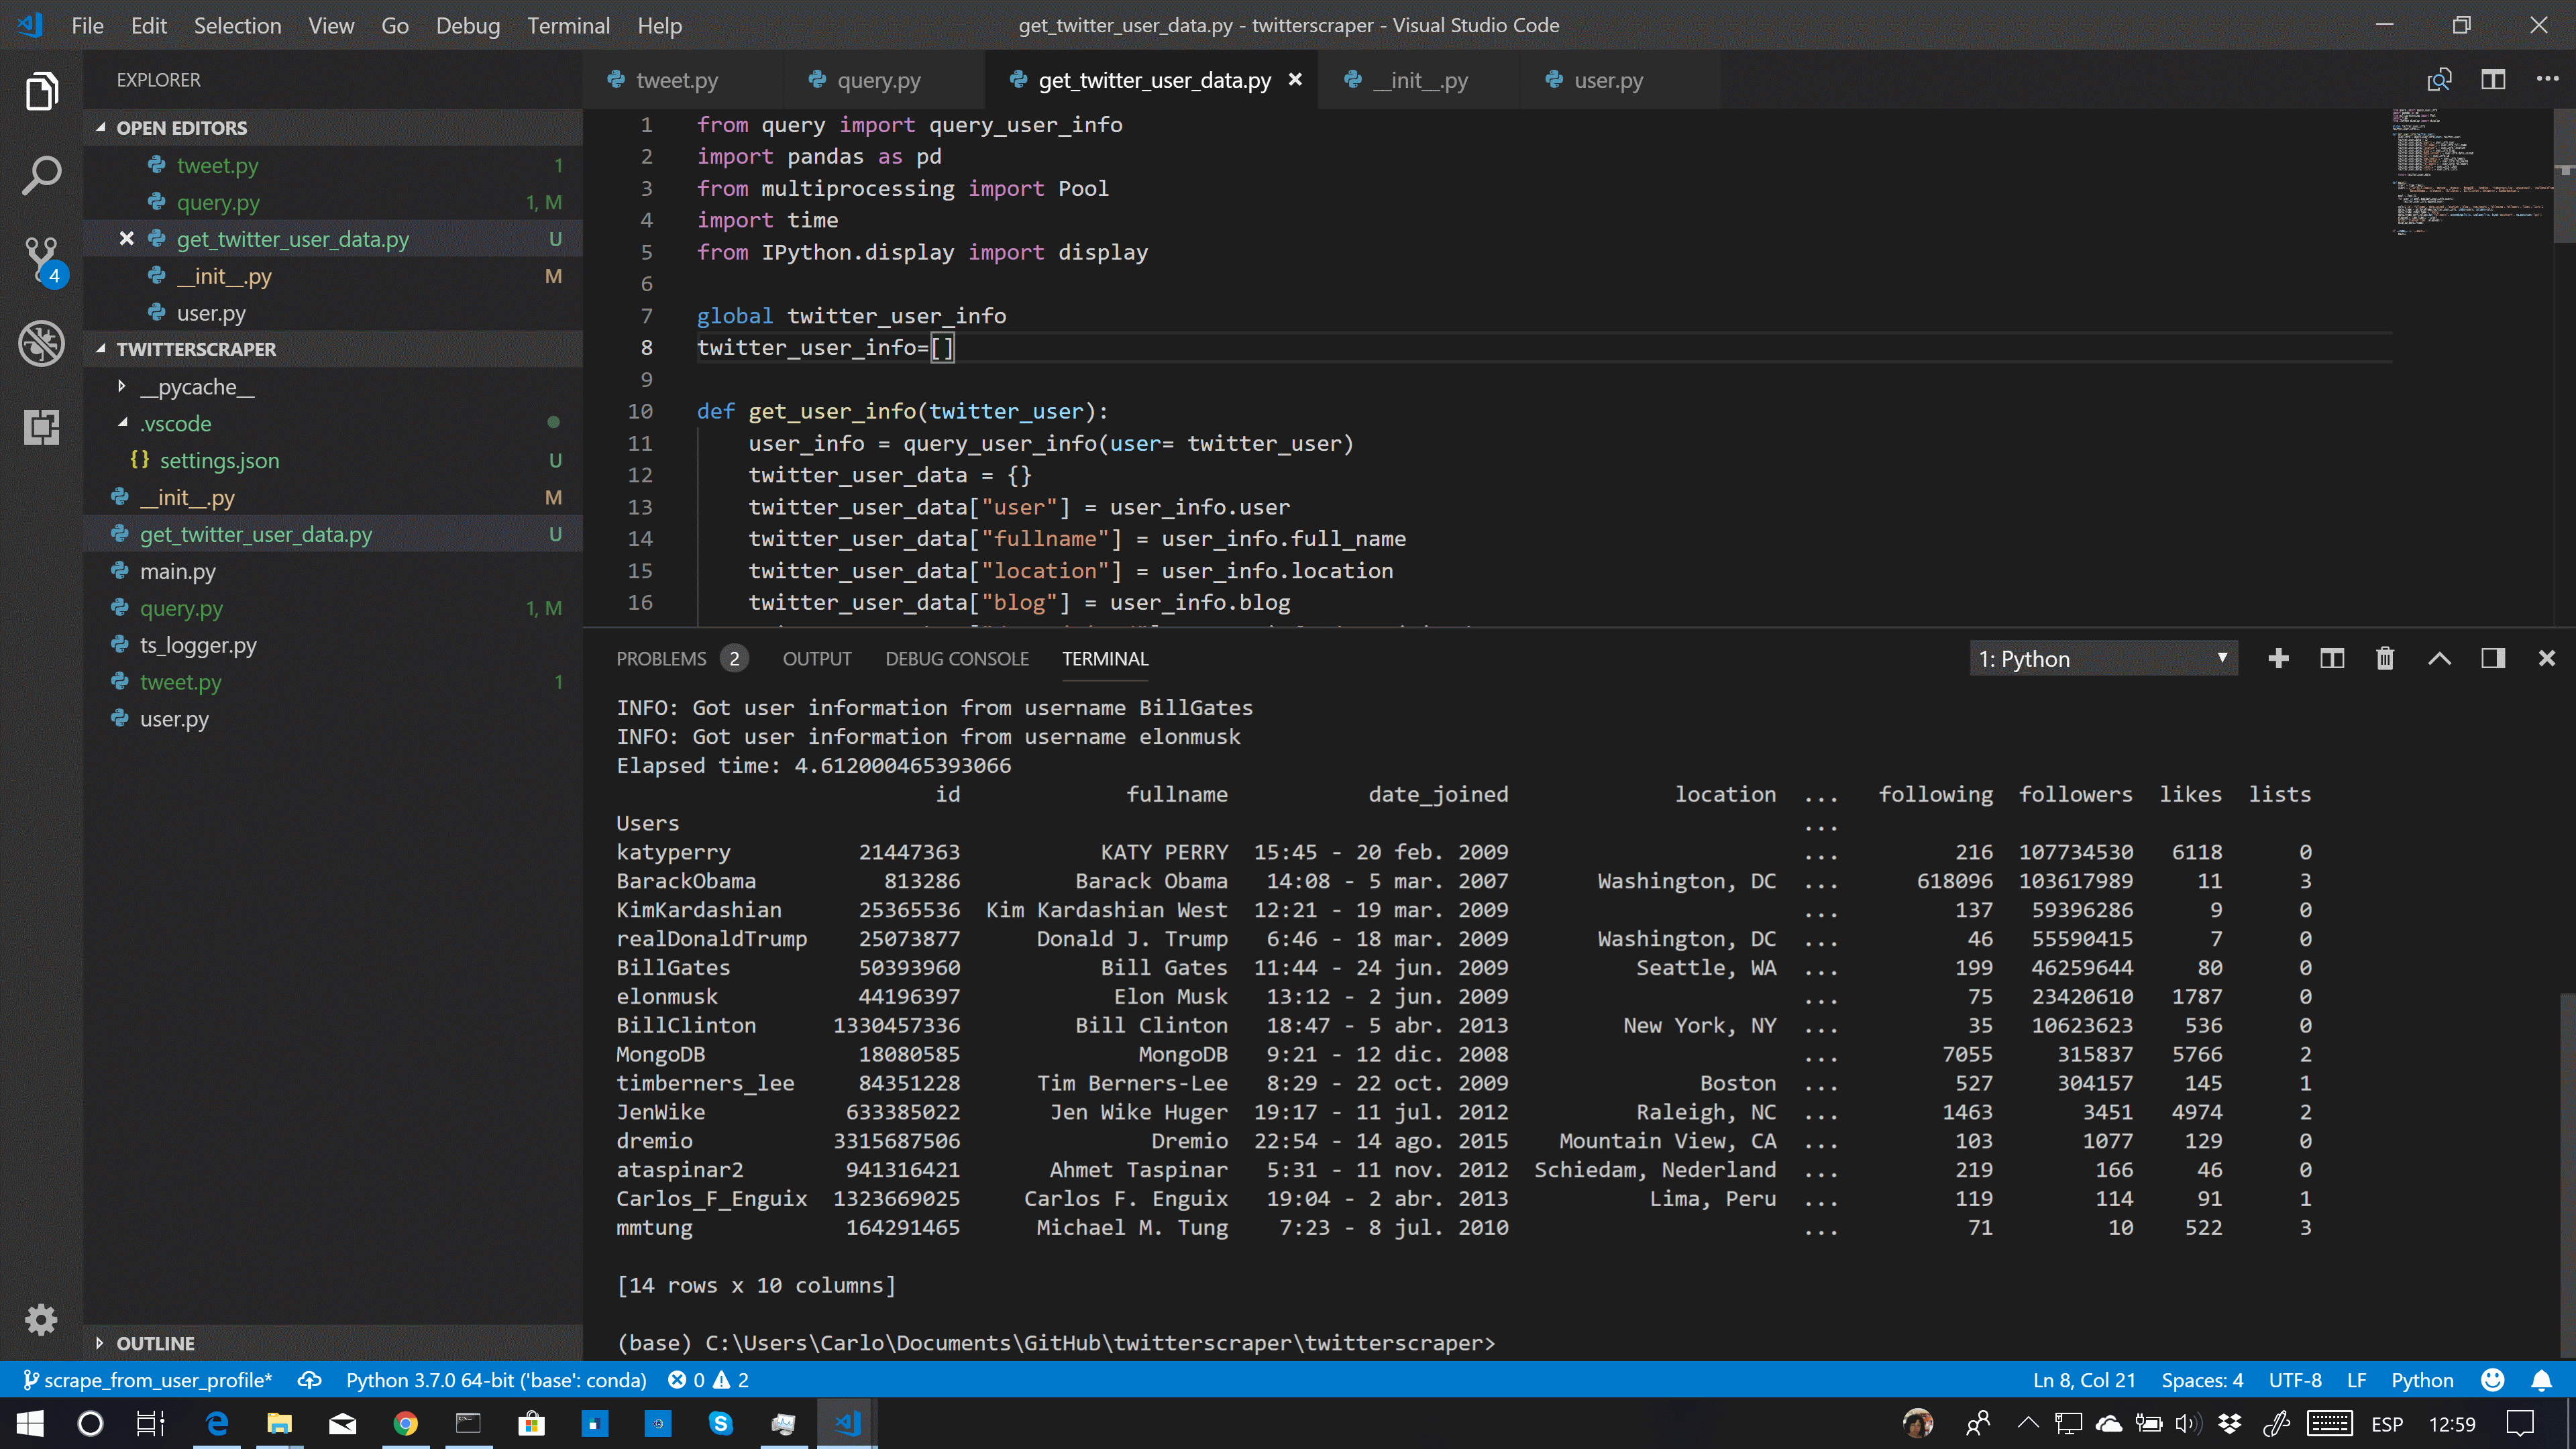 File Edit Selection View Go Debug Terminal Help
get_twitter_user_data.py - twitterscraper - Visual Studio Code
EXPLORER
OPEN EDITORS
tweet.py 1
query.py 1, M
get_twitter_user_data.py U
__init__.py M
user.py
TWITTERSCRAPER
__pycache__
.vscode
{} settings.json U
__init__.py M
get_twitter_user_data.py U
main.py
query.py 1, M
ts_logger.py
tweet.py 1
user.py
OUTLINE
4
tweet.py query.py get_twitter_user_data.py __init__.py user.py
1 from query import query_user_info
2 import pandas as pd
3 from multiprocessing import Pool
4 import time
5 from IPython.display import display
6
7 global twitter_user_info
8 twitter_user_info=[]
9
10 def get_user_info(twitter_user):
11 user_info = query_user_info(user= twitter_user)
12 twitter_user_data = {}
13 twitter_user_data["user"] = user_info.user
14 twitter_user_data["fullname"] = user_info.full_name
15 twitter_user_data["location"] = user_info.location
16 twitter_user_data["blog"] = user_info.blog
PROBLEMS 2 OUTPUT DEBUG CONSOLE TERMINAL 1: Python
INFO: Got user information from username BillGates
INFO: Got user information from username elonmusk
Elapsed time: 4.612000465393066
id fullname date_joined location ... following followers likes lists
Users ...
katyperry 21447363 KATY PERRY 15:45 - 20 feb. 2009 ... 216 107734530 6118 0
BarackObama 813286 Barack Obama 14:08 - 5 mar. 2007 Washington, DC ... 618096 103617989 11 3
KimKardashian 25365536 Kim Kardashian West 12:21 - 19 mar. 2009 ... 137 59396286 9 0
realDonaldTrump 25073877 Donald J. Trump 6:46 - 18 mar. 2009 Washington, DC ... 46 55590415 7 0
BillGates 50393960 Bill Gates 11:44 - 24 jun. 2009 Seattle, WA ... 199 46259644 80 0
elonmusk 44196397 Elon Musk 13:12 - 2 jun. 2009 ... 75 23420610 1787 0
BillClinton 1330457336 Bill Clinton 18:47 - 5 abr. 2013 New York, NY ... 35 10623623 536 0
MongoDB 18080585 MongoDB 9:21 - 12 dic. 2008 ... 7055 315837 5766 2
timberners_lee 84351228 Tim Berners-Lee 8:29 - 22 oct. 2009 Boston ... 527 304157 145 1
JenWike 633385022 Jen Wike Huger 19:17 - 11 jul. 2012 Raleigh, NC ... 1463 3451 4974 2
dremio 3315687506 Dremio 22:54 - 14 ago. 2015 Mountain View, CA ... 103 1077 129 0
ataspinar2 941316421 Ahmet Taspinar 5:31 - 11 nov. 2012 Schiedam, Nederland ... 219 166 46 0
Carlos_F_Enguix 1323669025 Carlos F. Enguix 19:04 - 2 abr. 2013 Lima, Peru ... 119 114 91 1
mmtung 164291465 Michael M. Tung 7:23 - 8 jul. 2010 ... 71 10 522 3
[14 rows x 10 columns]
(base) C:\Users\Carlo\Documents\GitHub\twitterscraper\twitterscraper>
scrape_from_user_profile* Python 3.7.0 64-bit ('base': conda) 0 2 Ln 8, Col 21 Spaces: 4 UTF-8 LF Python
ESP 12:59